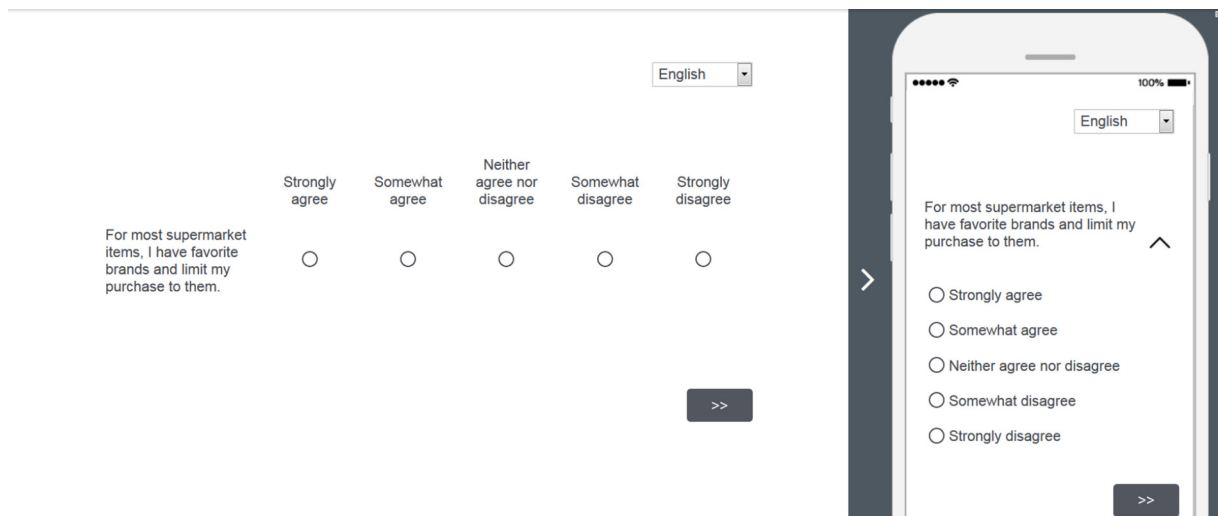 English
Strongly agree
Somewhat agree
Neither agree nor disagree
Somewhat disagree
Strongly disagree
For most supermarket
items, I have favorite
brands and limit my
purchase to them.
>>
100%
English
For most supermarket items, I
have favorite brands and limit my
purchase to them.
Strongly agree
Somewhat agree
Neither agree nor disagree
Somewhat disagree
Strongly disagree
>>